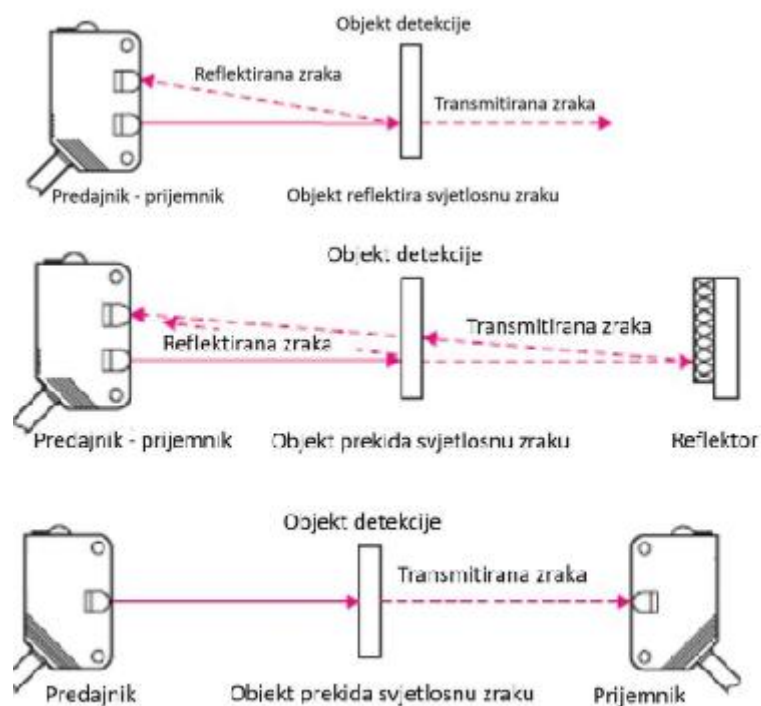 Objekt detekcije
Reflektirana zraka
Transmitirana zraka
Predajnik - prijemnik
Objekt reflektira svjetlosnu zraku
Objekt detekcije
Transmitirana zraka
Reflektirana zraka
Predajnik - prijemnik
Objekt prekida svjetlosnu zraku
Reflektor
Objekt detekcije
Transmitirana zraka
Predajnik
Objekt prekida svjetlosnu zraku
Prijemnik